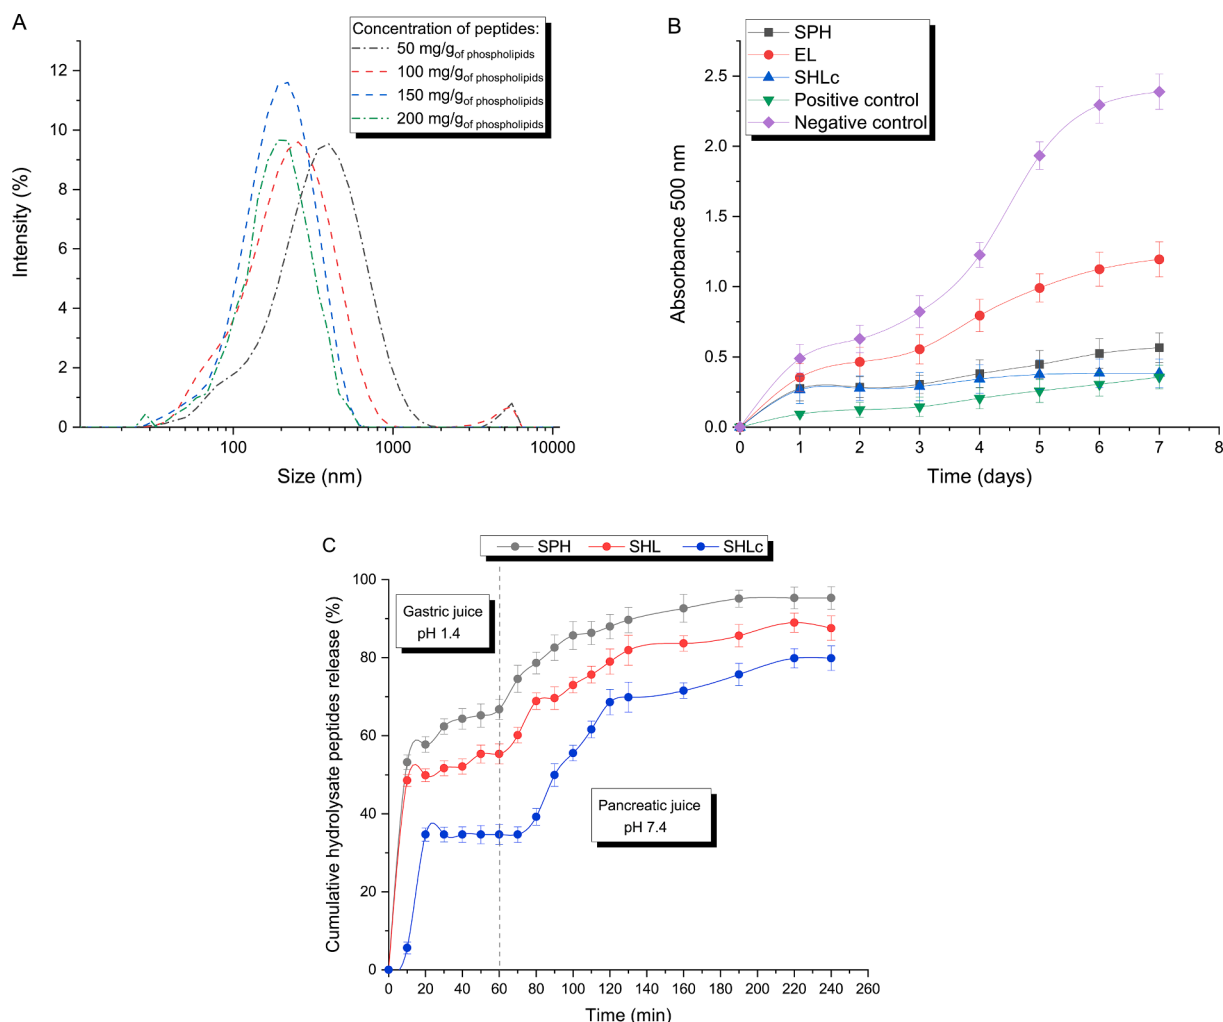 A
Concentration of peptides:
50 mg/g of phospholipids
100 mg/g of phospholipids
150 mg/g of phospholipids
200 mg/g of phospholipids
12
10
8
6
4
2
0
Intensity (%)
100
1000
10000
Size (nm)
B
SPH
EL
SHLc
Positive control
Negative control
2.5
2.0
1.5
1.0
0.5
0.0
Absorbance 500 nm
0 1 2 3 4 5 6 7 8
Time (days)
C
SPH SHL SHLc
Gastric juice
pH 1.4
Pancreatic juice
pH 7.4
100
80
60
40
20
0
Cumulative hydrolysate peptides release (%)
0 20 40 60 80 100 120 140 160 180 200 220 240 260
Time (min)